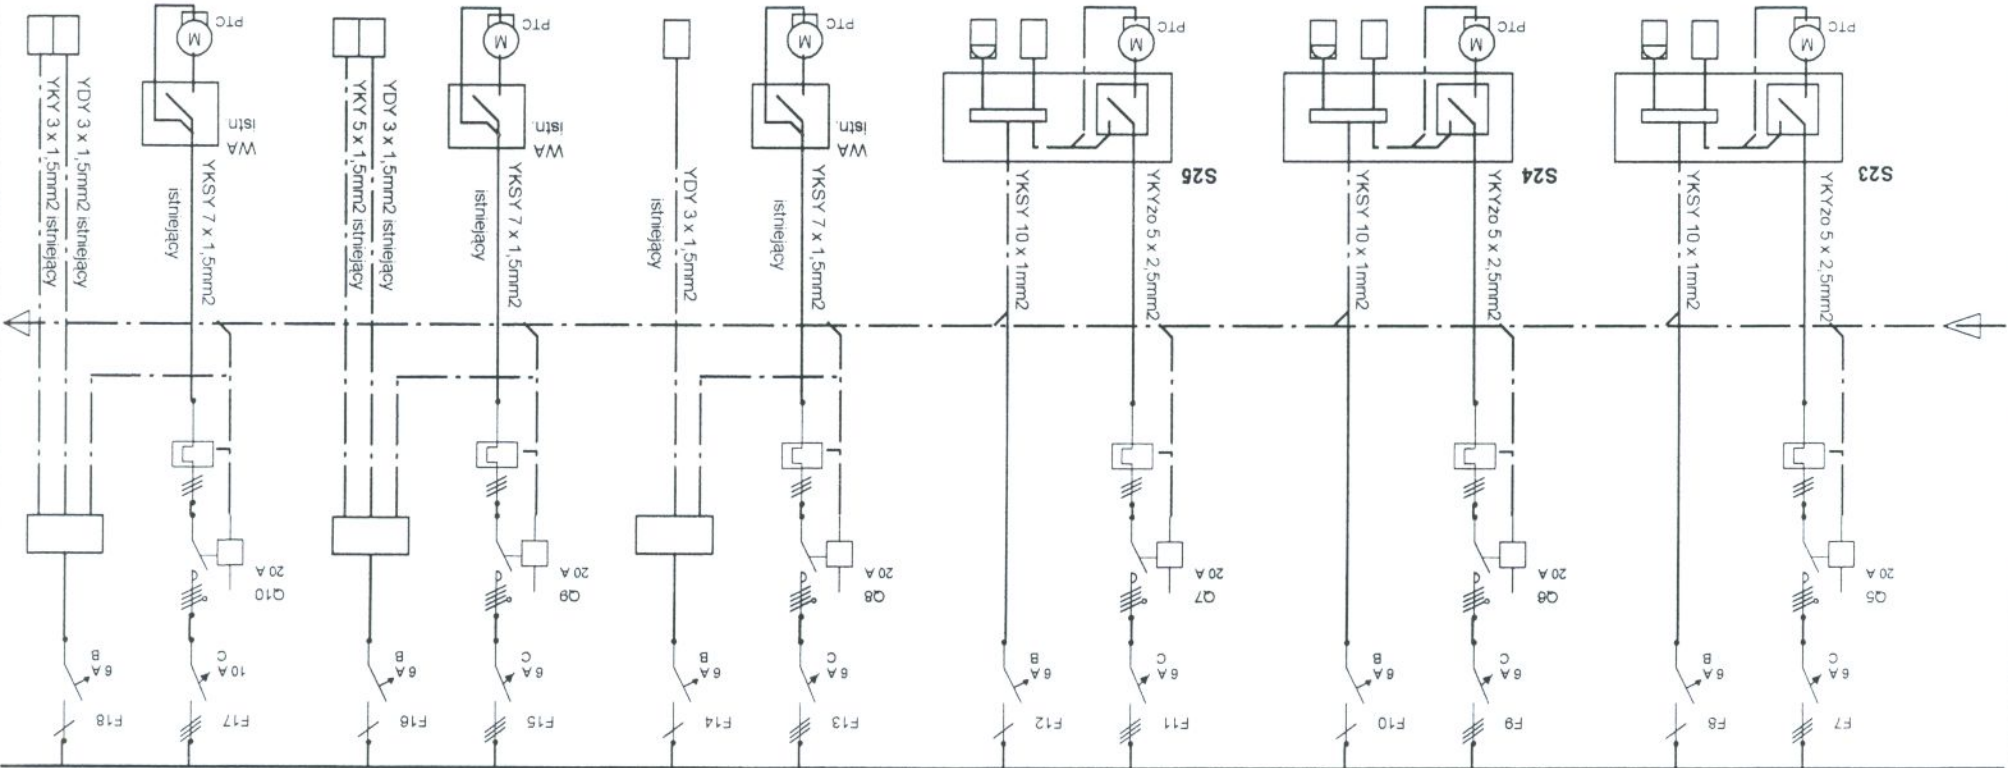 F7
F8
F9
F10
F11
F12
F13
F14
F15
F16
F17
F18
6 A
C
6 A
B
6 A
C
6 A
B
6 A
C
6 A
B
6 A
C
6 A
B
6 A
C
6 A
B
10 A
C
6 A
B
Q5
20 A
Q6
20 A
Q7
20 A
Q8
20 A
Q9
20 A
Q10
20 A
YKYżo 5 x 2,5mm2
YKSY 10 x 1mm2
YKYżo 5 x 2,5mm2
YKSY 10 x 1mm2
YKYżo 5 x 2,5mm2
YKSY 10 x 1mm2
YKSY 7 x 1,5mm2
istniejący
YDY 3 x 1,5mm2
istniejący
YKSY 7 x 1,5mm2
istniejący
YDY 3 x 1,5mm2 istniejący
YKY 5 x 1,5mm2 istniejący
YKSY 7 x 1,5mm2
istniejący
YDY 3 x 1,5mm2 istniejący
YKY 3 x 1,5mm2 istniejący
S23
S24
S25
WA
istn.
WA
istn.
WA
istn.
M
PTC
M
PTC
M
PTC
M
PTC
M
PTC
M
PTC